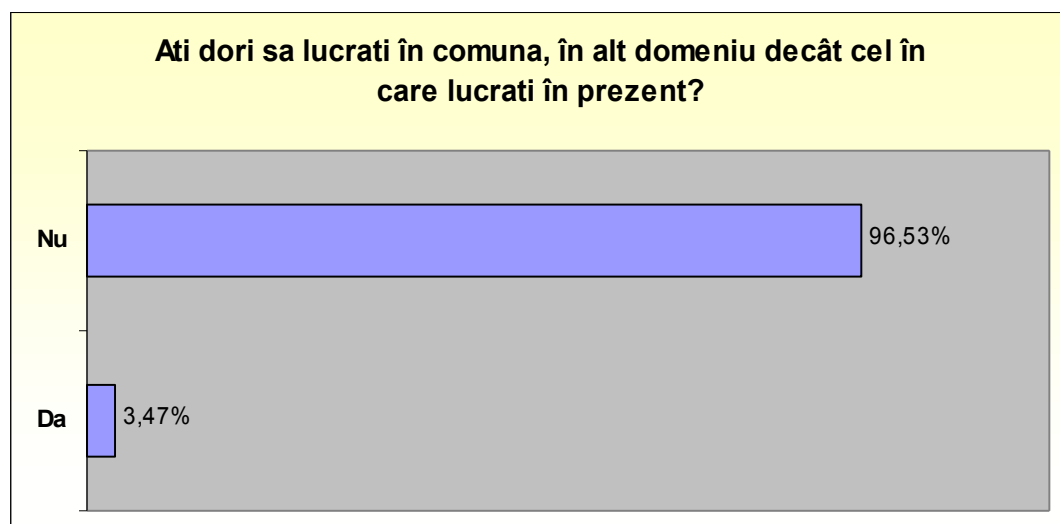 Ati dori sa lucrati în comuna, în alt domeniu decât cel în
care lucrati în prezent?
Nu
96,53%
Da
3,47%